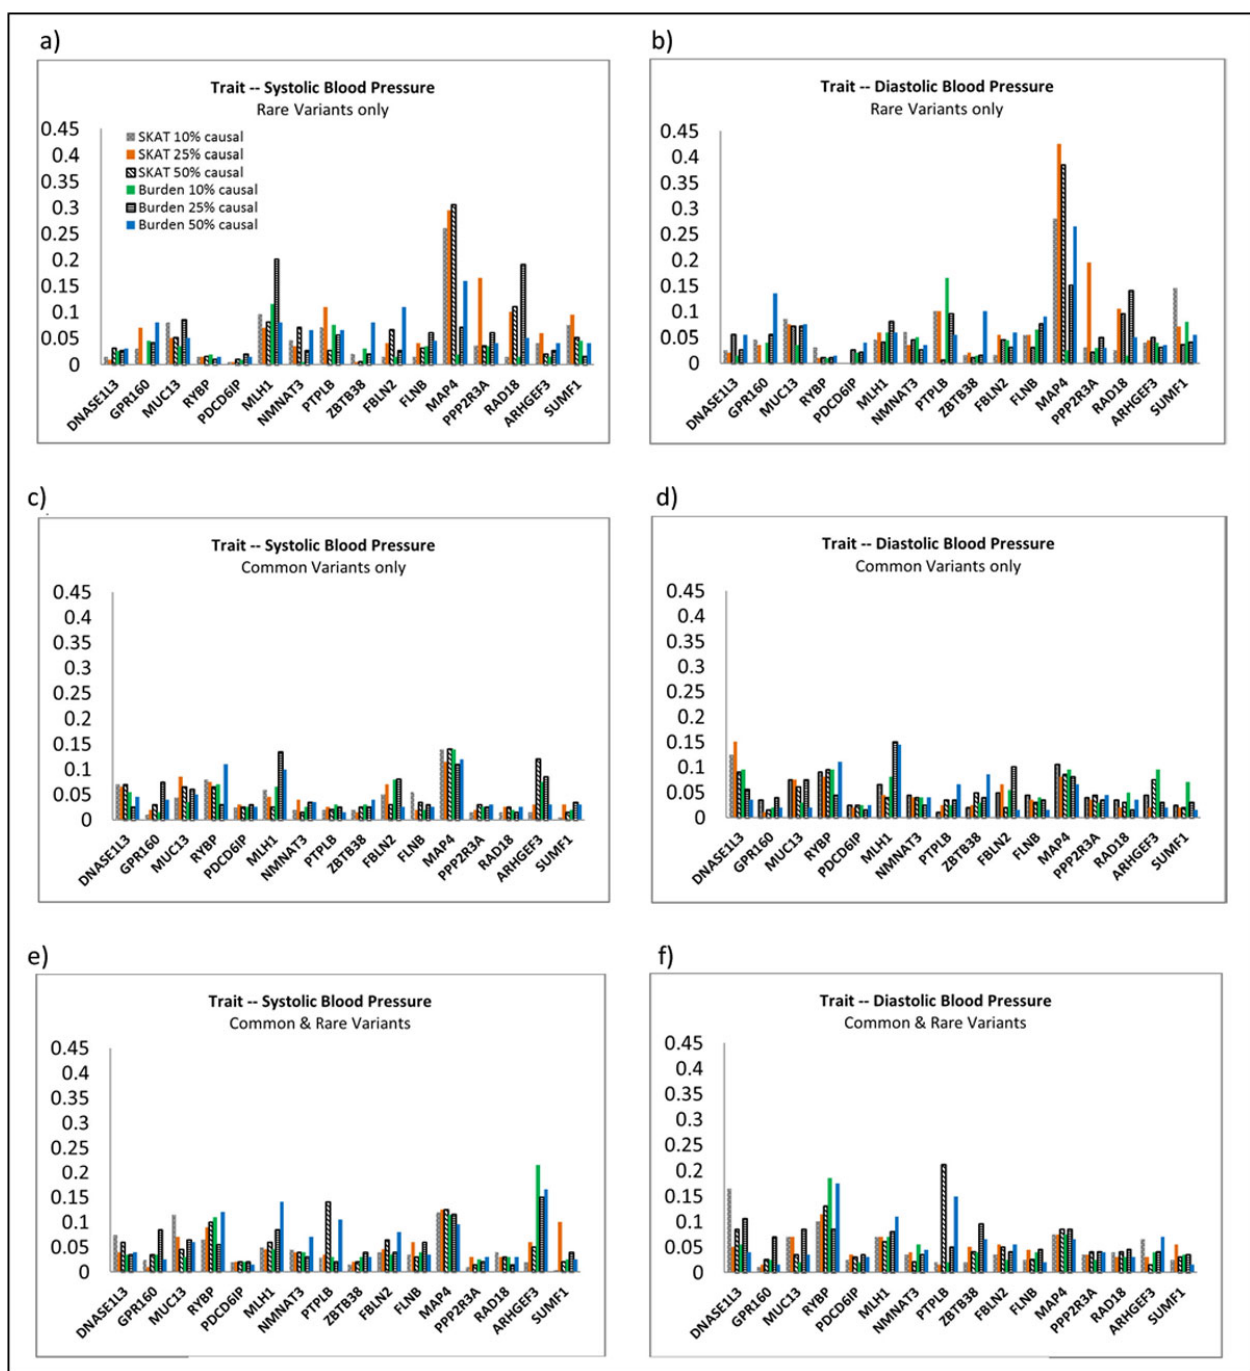 a)
Trait -- Systolic Blood Pressure
Rare Variants only
0.45
0.4
0.35
0.3
0.25
0.2
0.15
0.1
0.05
0
SKAT 10% causal
SKAT 25% causal
SKAT 50% causal
Burden 10% causal
Burden 25% causal
Burden 50% causal
DNASE1L3
GPR160
MUC13
RYBP
PDCD6IP
MLH1
NMNAT3
PTPLB
ZBTB38
FBLN2
FLNB
MAP4
PPP2R3A
RAD18
ARHGEF3
SUMF1
b)
Trait -- Diastolic Blood Pressure
Rare Variants only
0.45
0.4
0.35
0.3
0.25
0.2
0.15
0.1
0.05
0
DNASE1L3
GPR160
MUC13
RYBP
PDCD6IP
MLH1
NMNAT3
PTPLB
ZBTB38
FBLN2
FLNB
MAP4
PPP2R3A
RAD18
ARHGEF3
SUMF1
c)
Trait -- Systolic Blood Pressure
Common Variants only
0.45
0.4
0.35
0.3
0.25
0.2
0.15
0.1
0.05
0
DNASE1L3
GPR160
MUC13
RYBP
PDCD6IP
MLH1
NMNAT3
PTPLB
ZBTB38
FBLN2
FLNB
MAP4
PPP2R3A
RAD18
ARHGEF3
SUMF1
d)
Trait -- Diastolic Blood Pressure
Common Variants only
0.45
0.4
0.35
0.3
0.25
0.2
0.15
0.1
0.05
0
DNASE1L3
GPR160
MUC13
RYBP
PDCD6IP
MLH1
NMNAT3
PTPLB
ZBTB38
FBLN2
FLNB
MAP4
PPP2R3A
RAD18
ARHGEF3
SUMF1
e)
Trait -- Systolic Blood Pressure
Common & Rare Variants
0.45
0.4
0.35
0.3
0.25
0.2
0.15
0.1
0.05
0
DNASE1L3
GPR160
MUC13
RYBP
PDCD6IP
MLH1
NMNAT3
PTPLB
ZBTB38
FBLN2
FLNB
MAP4
PPP2R3A
RAD18
ARHGEF3
SUMF1
f)
Trait -- Diastolic Blood Pressure
Common & Rare Variants
0.45
0.4
0.35
0.3
0.25
0.2
0.15
0.1
0.05
0
DNASE1L3
GPR160
MUC13
RYBP
PDCD6IP
MLH1
NMNAT3
PTPLB
ZBTB38
FBLN2
FLNB
MAP4
PPP2R3A
RAD18
ARHGEF3
SUMF1